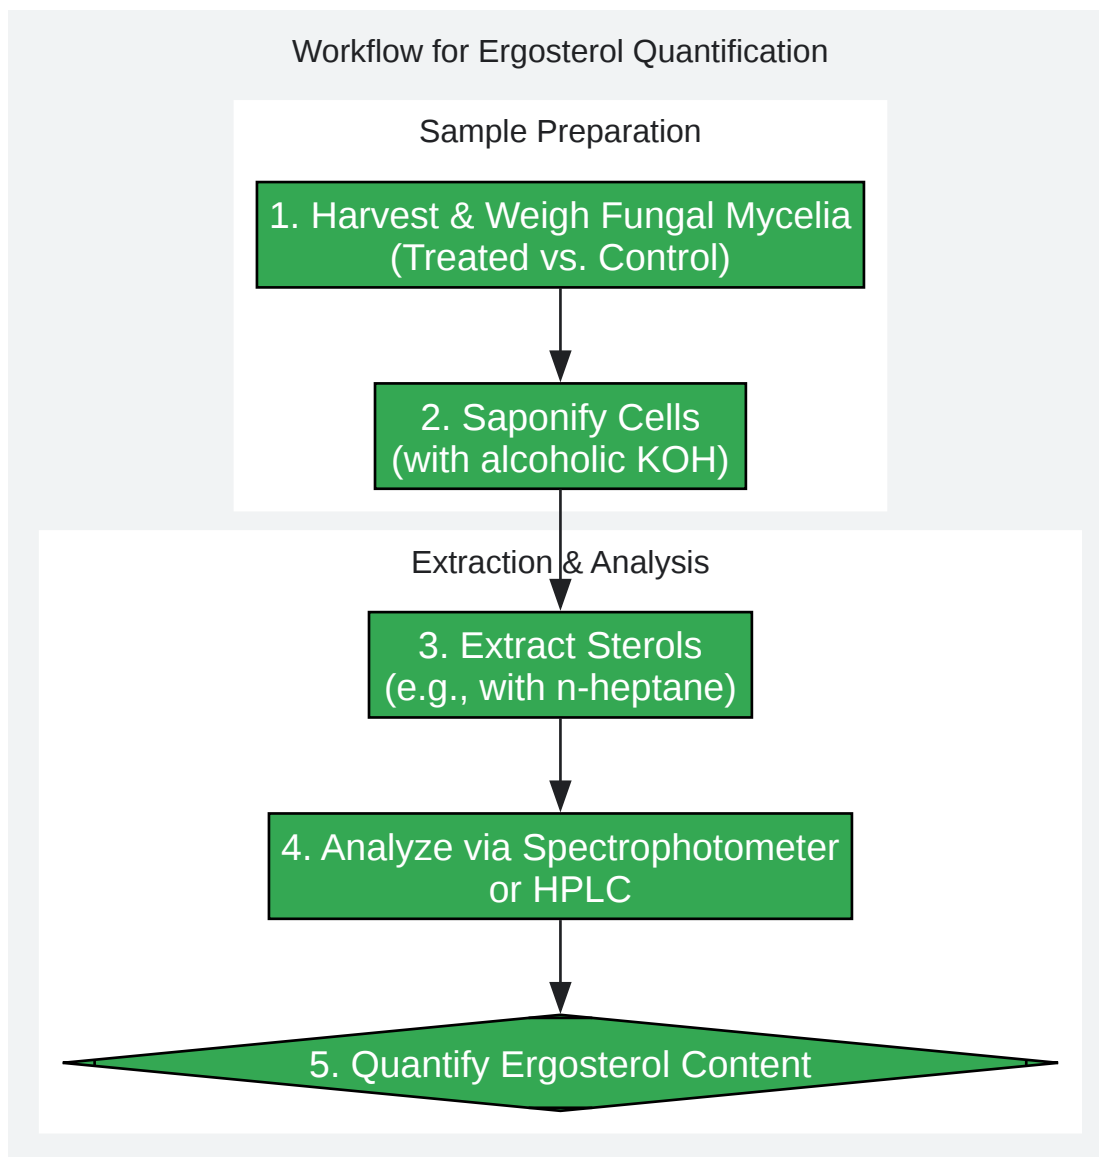 Workflow for Ergosterol Quantification
Sample Preparation
1. Harvest & Weigh Fungal Mycelia
(Treated vs. Control)
2. Saponify Cells
(with alcoholic KOH)
Extraction & Analysis
3. Extract Sterols
(e.g., with n-heptane)
4. Analyze via Spectrophotometer
or HPLC
5. Quantify Ergosterol Content